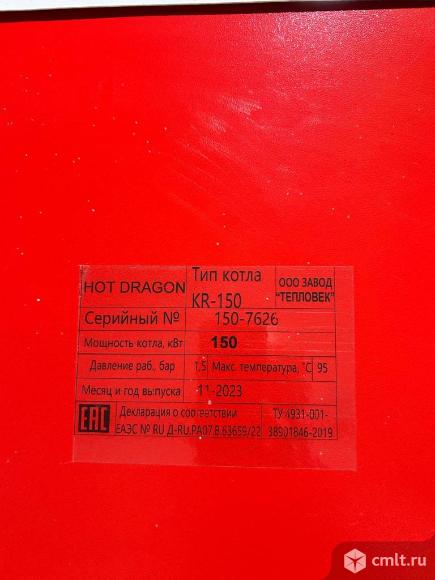 HOT DRAGON
Тип котла
KR-150
ООО ЗАВОД
"ТЕПЛОВЕК"
Серийный № 150-7626
Мощность котла, кВт 150
Давление раб, бар 1,5 Макс. температура, °C 95
Месяц и год выпуска 11-2023
EAC Декларация о соответствии
ЕАЭС № RU Д-RU.РА07.В.63659/22
ТУ 4931-001-
38901846-2019
cmlt.ru